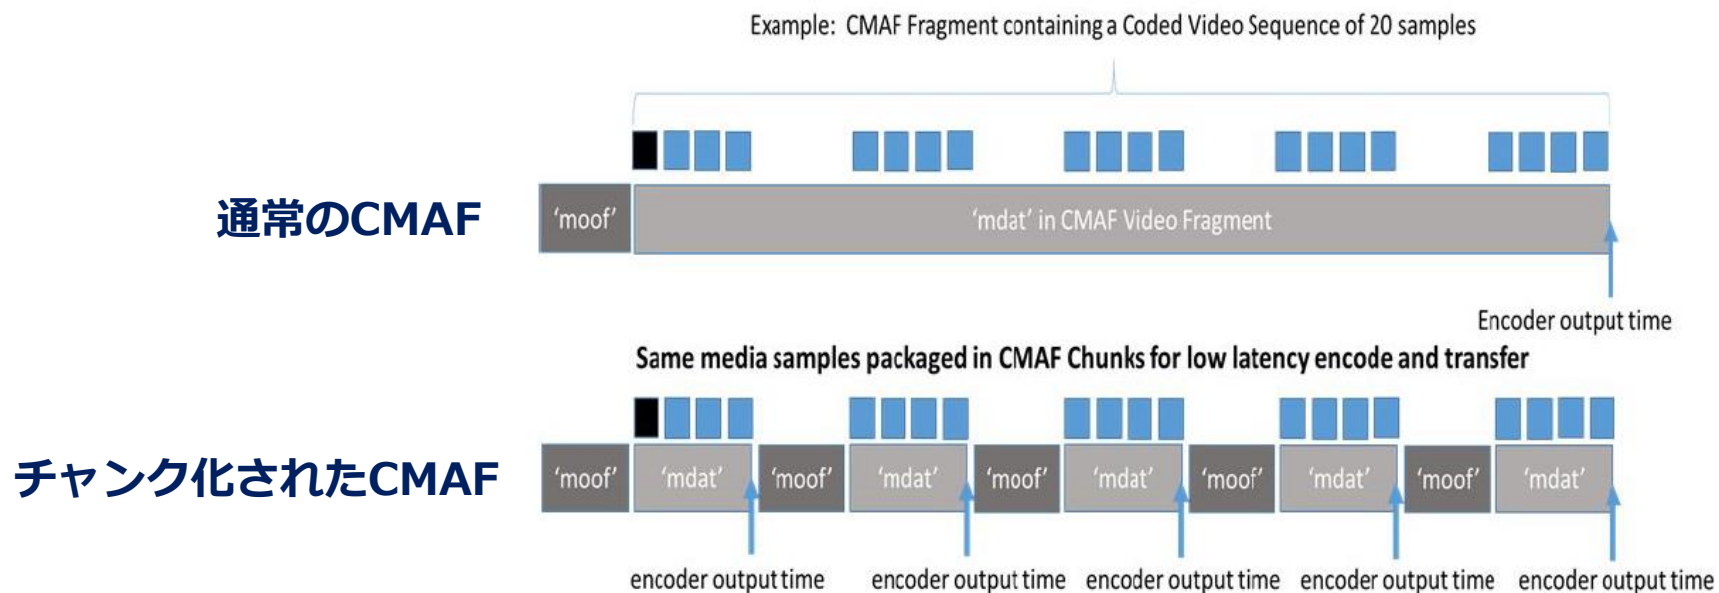 Example: CMAF Fragment containing a Coded Video Sequence of 20 samples
通常のCMAF
'moof'
'mdat' in CMAF Video Fragment
Encoder output time
Same media samples packaged in CMAF Chunks for low latency encode and transfer
チャンク化されたCMAF
'moof' 'mdat' 'moof' 'mdat' 'moof' 'mdat' 'moof' 'mdat' 'moof' 'mdat'
encoder output time encoder output time encoder output time encoder output time encoder output time